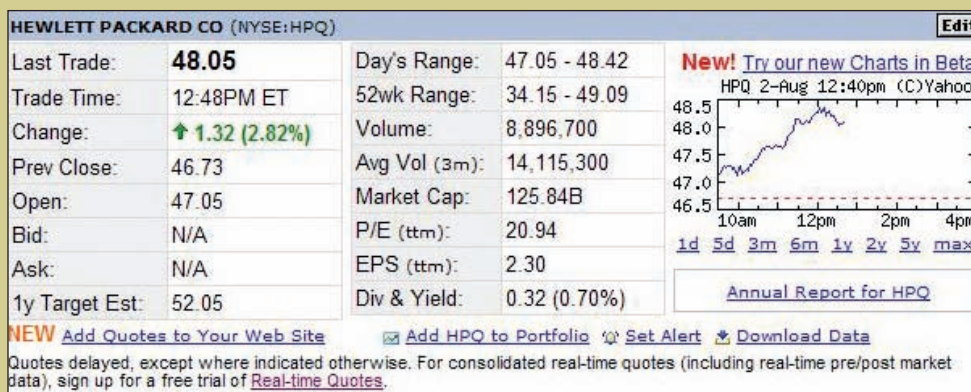 HEWLETT PACKARD CO (NYSE:HPQ) Edit
Last Trade: 48.05
Trade Time: 12:48PM ET
Change: 1.32 (2.82%)
Prev Close: 46.73
Open: 47.05
Bid: N/A
Ask: N/A
1y Target Est: 52.05
Day's Range: 47.05 - 48.42
52wk Range: 34.15 - 49.09
Volume: 8,896,700
Avg Vol (3m): 14,115,300
Market Cap: 125.84B
P/E (ttm): 20.94
EPS (ttm): 2.30
Div & Yield: 0.32 (0.70%)
New! Try our new Charts in Beta
HPQ 2-Aug 12:40pm (C)Yahoo
48.5
48.0
47.5
47.0
46.5
10am 12pm 2pm 4pm
1d 5d 3m 6m 1y 2y 5y max
Annual Report for HPQ
NEW Add Quotes to Your Web Site Add HPQ to Portfolio Set Alert Download Data
Quotes delayed, except where indicated otherwise. For consolidated real-time quotes (including real-time pre/post market
data), sign up for a free trial of Real-time Quotes.